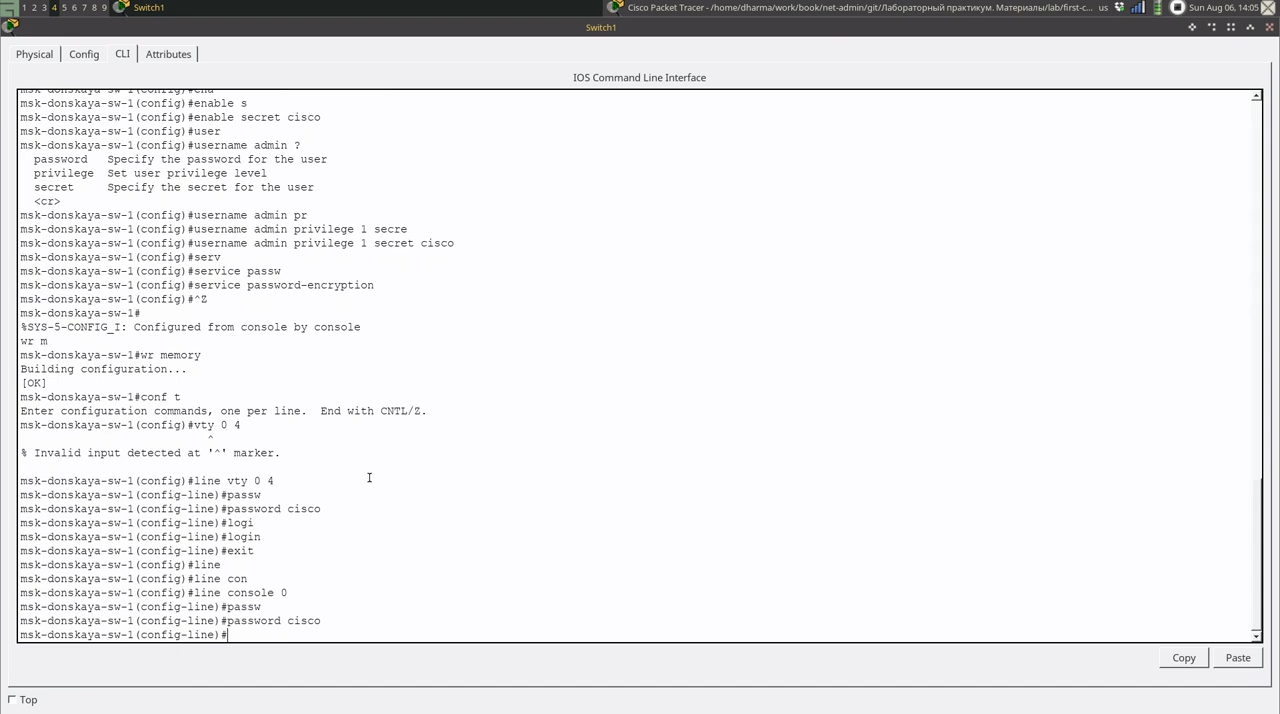 1 2 3 4 5 6 7 8 9 Switch1 Cisco Packet Tracer - /home/dharma/work/book/net-admin/git/Лабораторный практикум. Материалы/lab/first-c... us Sun Aug 06, 14:05
Switch1
Physical Config CLI Attributes
IOS Command Line Interface
msk-donskaya-sw-1(config)#ena
msk-donskaya-sw-1(config)#enable s
msk-donskaya-sw-1(config)#enable secret cisco
msk-donskaya-sw-1(config)#user
msk-donskaya-sw-1(config)#username admin ?
password Specify the password for the user
privilege Set user privilege level
secret Specify the secret for the user
<cr>
msk-donskaya-sw-1(config)#username admin pr
msk-donskaya-sw-1(config)#username admin privilege 1 secre
msk-donskaya-sw-1(config)#username admin privilege 1 secret cisco
msk-donskaya-sw-1(config)#serv
msk-donskaya-sw-1(config)#service passw
msk-donskaya-sw-1(config)#service password-encryption
msk-donskaya-sw-1(config)#^Z
msk-donskaya-sw-1#
%SYS-5-CONFIG_I: Configured from console by console
wr m
msk-donskaya-sw-1#wr memory
Building configuration...
[OK]
msk-donskaya-sw-1#conf t
Enter configuration commands, one per line. End with CNTL/Z.
msk-donskaya-sw-1(config)#vty 0 4
^
% Invalid input detected at '^' marker.
msk-donskaya-sw-1(config)#line vty 0 4
msk-donskaya-sw-1(config-line)#passw
msk-donskaya-sw-1(config-line)#password cisco
msk-donskaya-sw-1(config-line)#logi
msk-donskaya-sw-1(config-line)#login
msk-donskaya-sw-1(config-line)#exit
msk-donskaya-sw-1(config)#line
msk-donskaya-sw-1(config)#line con
msk-donskaya-sw-1(config)#line console 0
msk-donskaya-sw-1(config-line)#passw
msk-donskaya-sw-1(config-line)#password cisco
msk-donskaya-sw-1(config-line)#
Copy Paste
Top